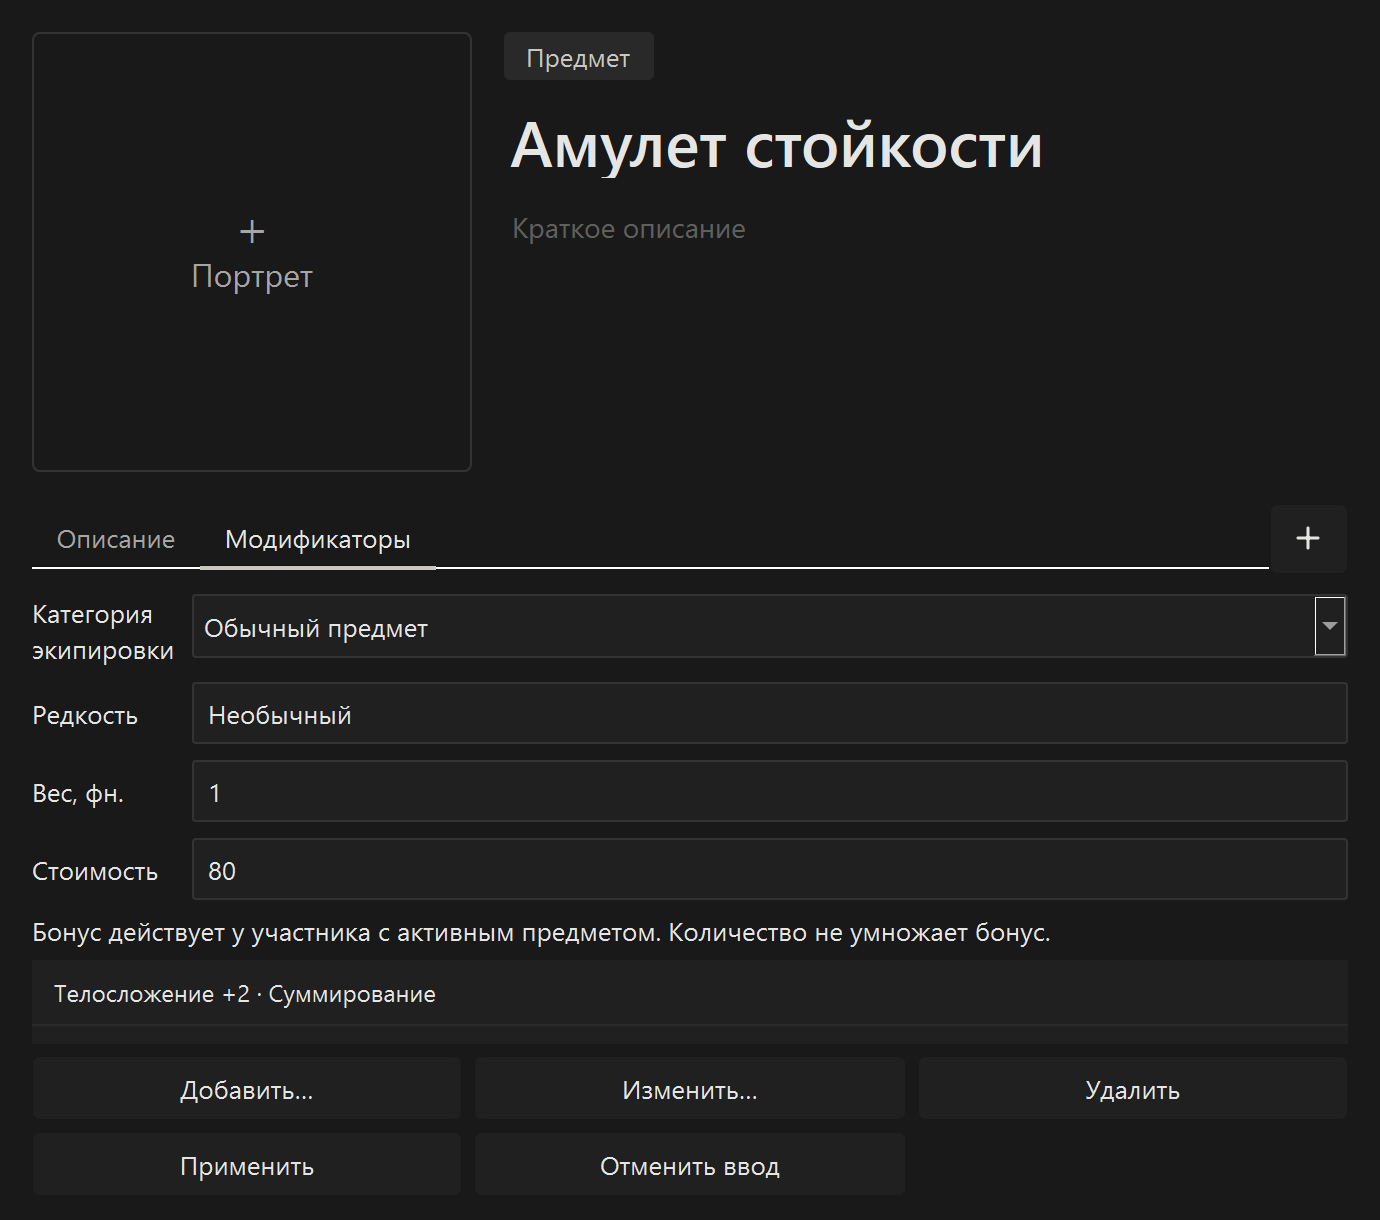 Предмет
Амулет стойкости
Краткое описание
+
Портрет
Описание
Модификаторы
+
Категория
экипировки
Обычный предмет
Редкость
Необычный
Вес, фн.
1
Стоимость
80
Бонус действует у участника с активным предметом. Количество не умножает бонус.
Телосложение +2 · Суммирование
Добавить...
Изменить...
Удалить
Применить
Отменить ввод